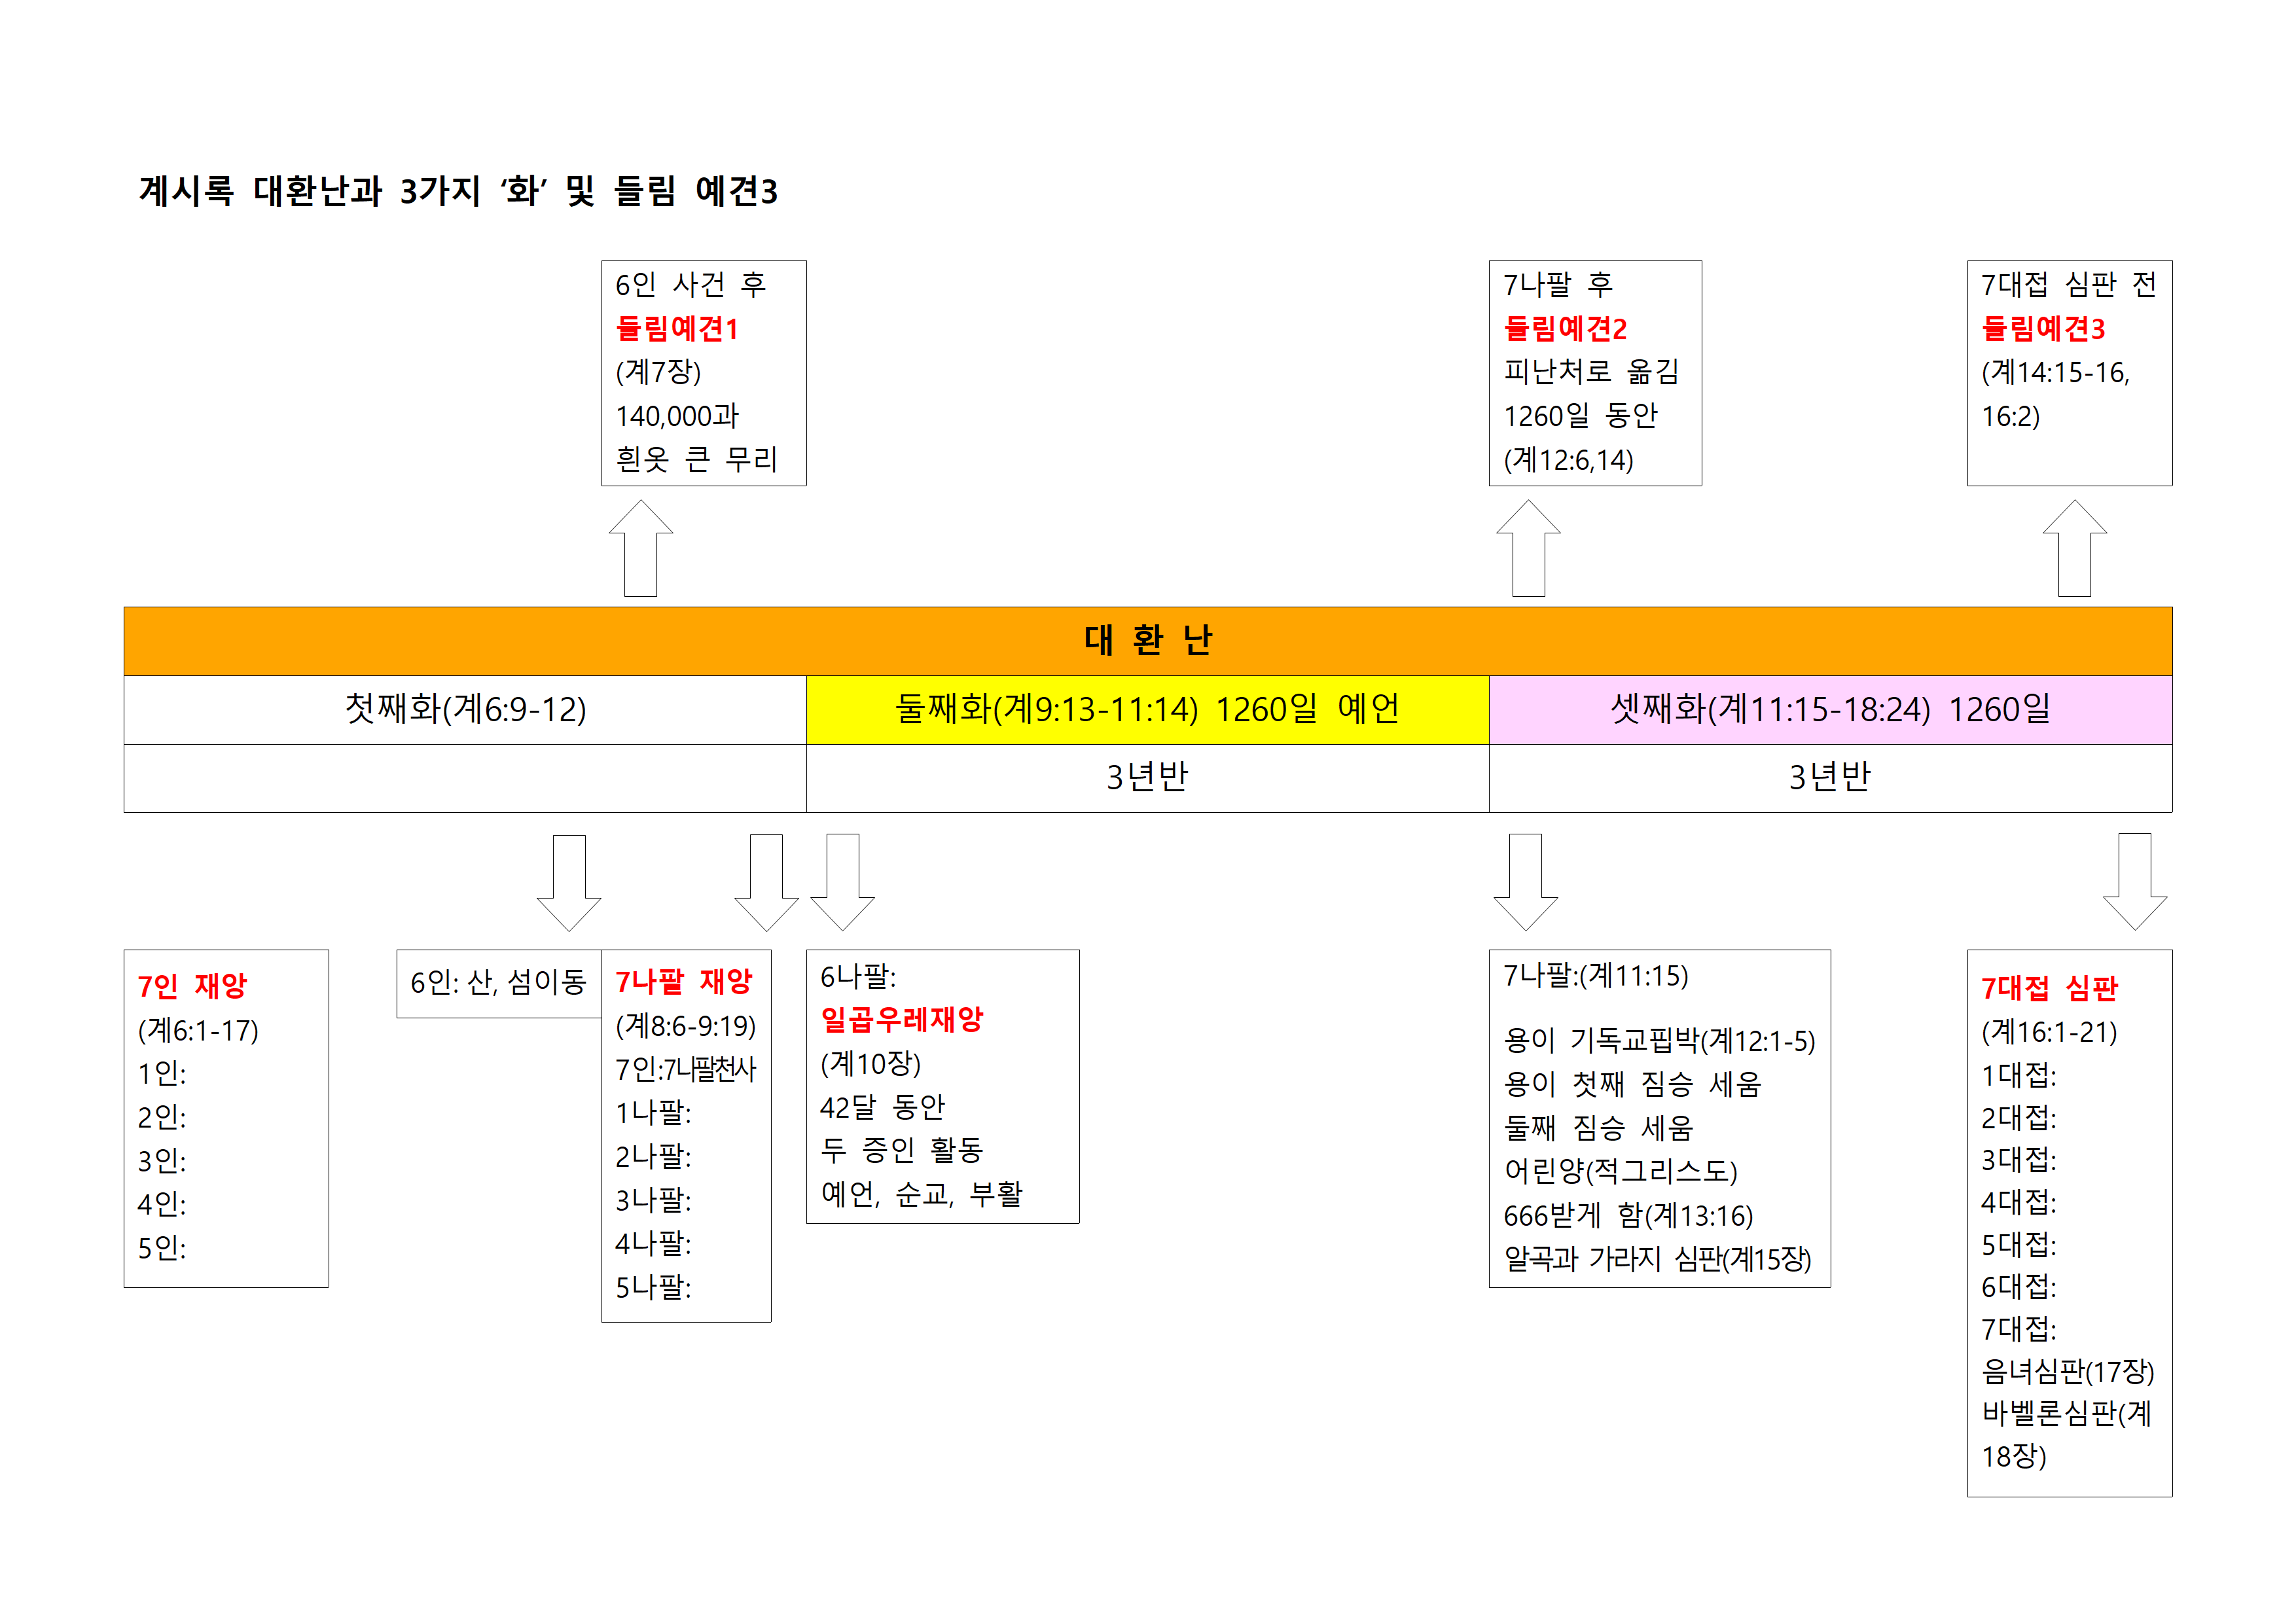 계시록 대환난과 3가지 ‘화’ 및 들림 예견3
6인 사건 후
들림예견1
(계7장)
140,000과
흰옷 큰 무리
7나팔 후
들림예견2
피난처로 옮김
1260일 동안
(계12:6,14)
7대접 심판 전
들림예견3
(계14:15-16,
16:2)
대 환 난
첫째화(계6:9-12)
둘째화(계9:13-11:14) 1260일 예언
셋째화(계11:15-18:24) 1260일
3년반
3년반
7인 재앙
(계6:1-17)
1인:
2인:
3인:
4인:
5인:
6인: 산, 섬이동
7나팔 재앙
(계8:6-9:19)
7인:7나팔천사
1나팔:
2나팔:
3나팔:
4나팔:
5나팔:
6나팔:
일곱우레재앙
(계10장)
42달 동안
두 증인 활동
예언, 순교, 부활
7나팔:(계11:15)
용이 기독교핍박(계12:1-5)
용이 첫째 짐승 세움
둘째 짐승 세움
어린양(적그리스도)
666받게 함(계13:16)
알곡과 가라지 심판(계15장)
7대접 심판
(계16:1-21)
1대접:
2대접:
3대접:
4대접:
5대접:
6대접:
7대접:
음녀심판(17장)
바벨론심판(계
18장)